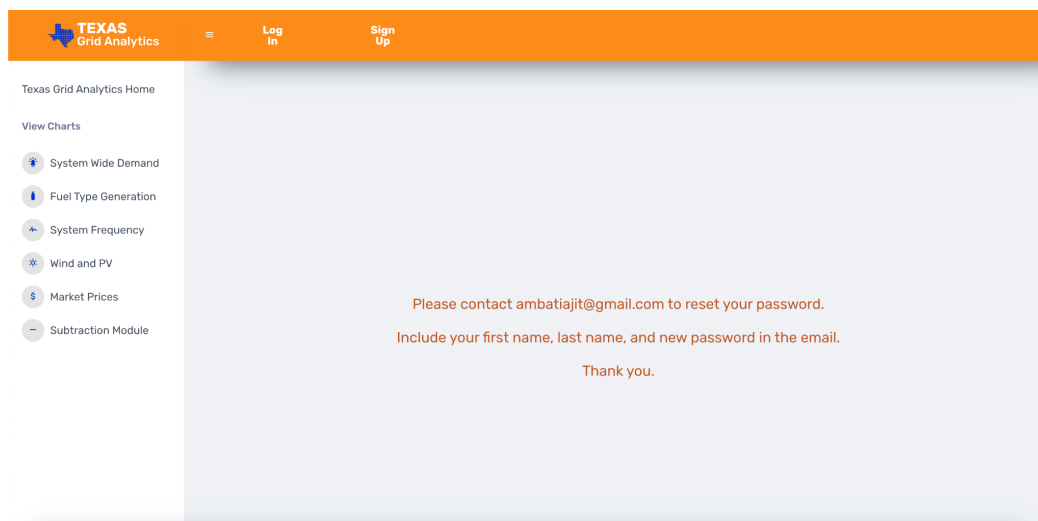 TEXAS
Grid Analytics
Log
In
Sign
Up
Texas Grid Analytics Home
View Charts
System Wide Demand
Fuel Type Generation
System Frequency
Wind and PV
$ Market Prices
Subtraction Module
Please contact ambatiajit@gmail.com to reset your password.
Include your first name, last name, and new password in the email.
Thank you.